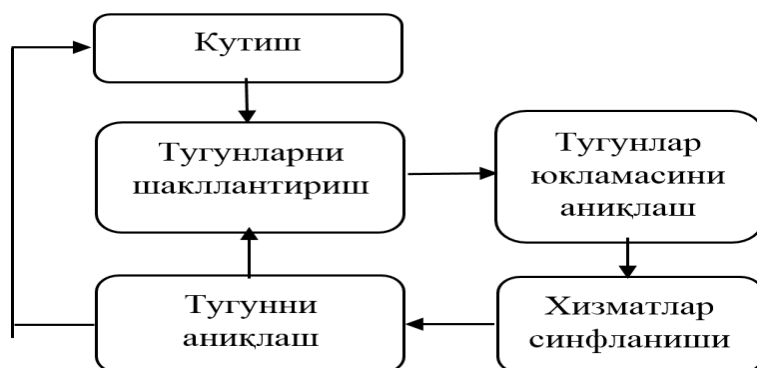 Кутиш
Тугунларни
шакллантириш
Тугунлар
юкламасини
аниқлаш
Тугунни
аниқлаш
Хизматлар
синфланиши